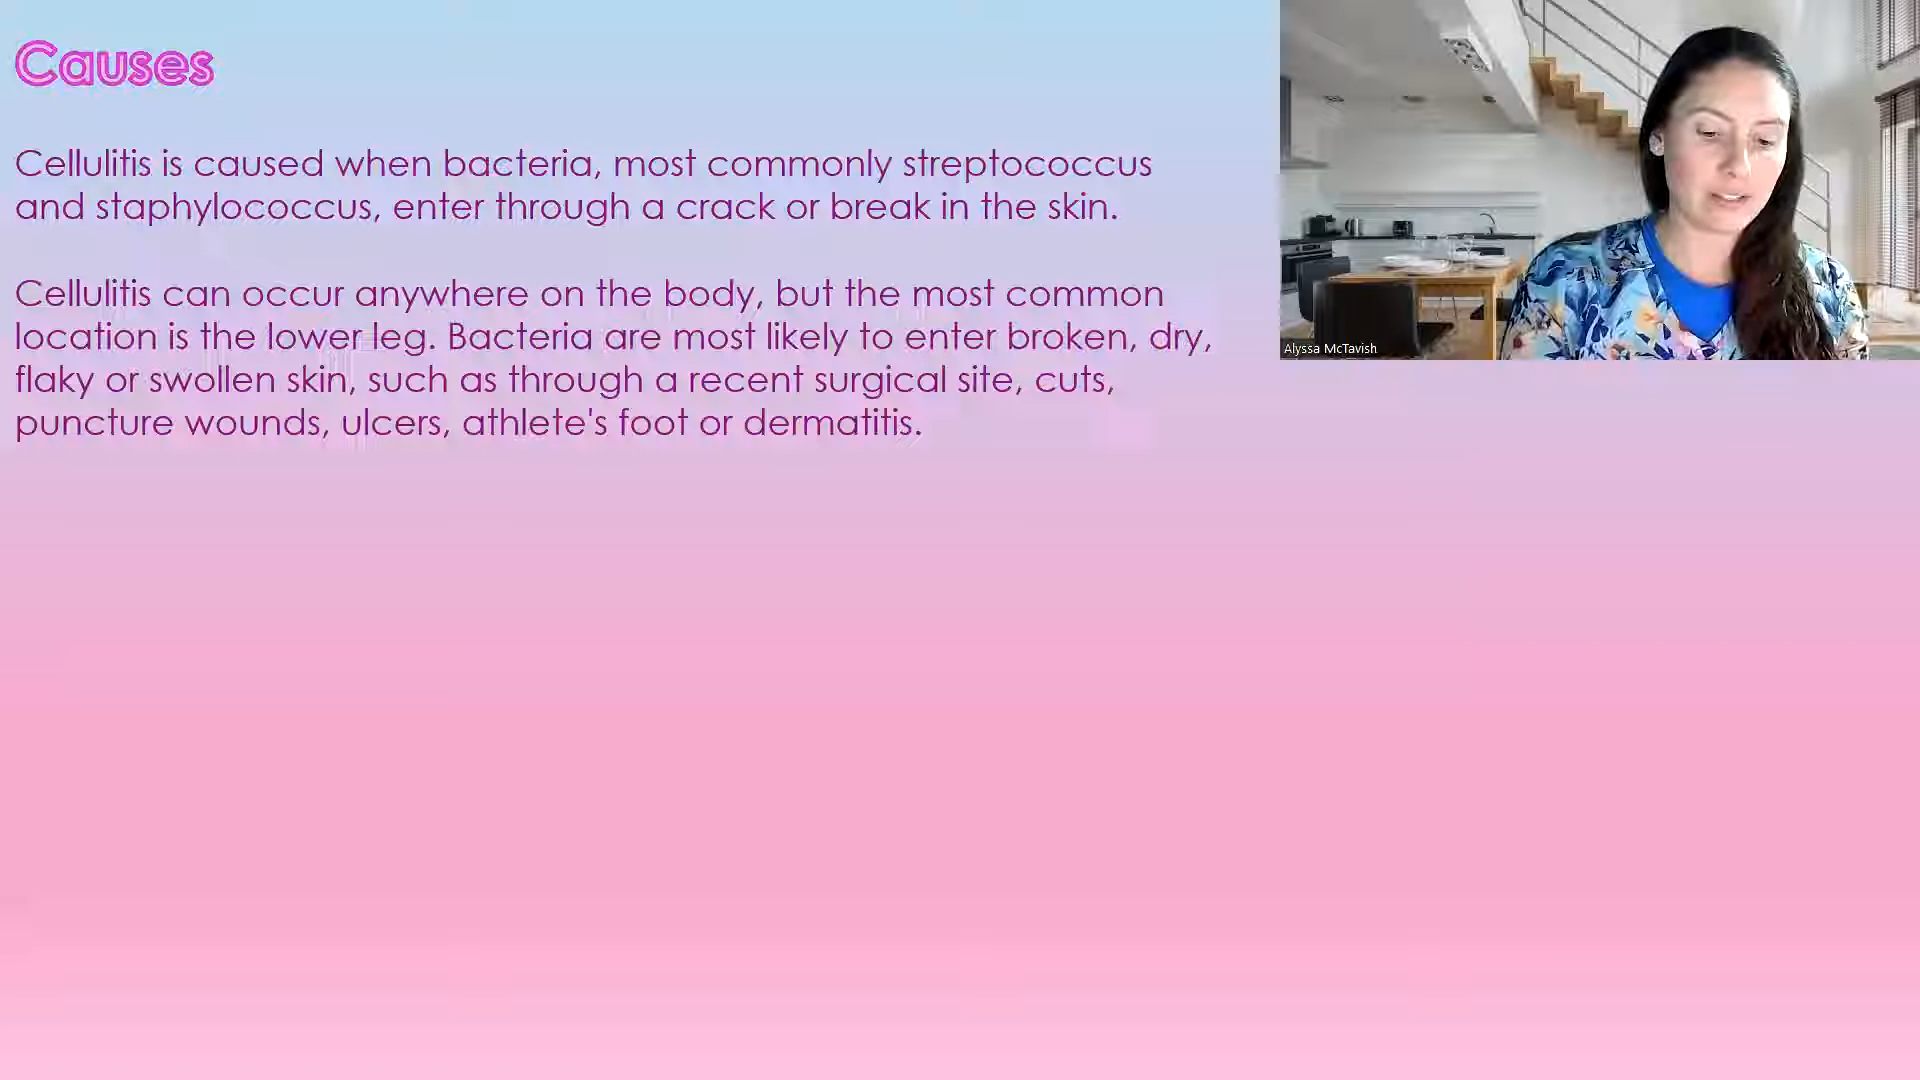 Causes
Cellulitis is caused when bacteria, most commonly streptococcus
and staphylococcus, enter through a crack or break in the skin.
Cellulitis can occur anywhere on the body, but the most common
location is the lower leg. Bacteria are most likely to enter broken, dry,
flaky or swollen skin, such as through a recent surgical site, cuts,
puncture wounds, ulcers, athlete's foot or dermatitis.
Alyssa McTavish